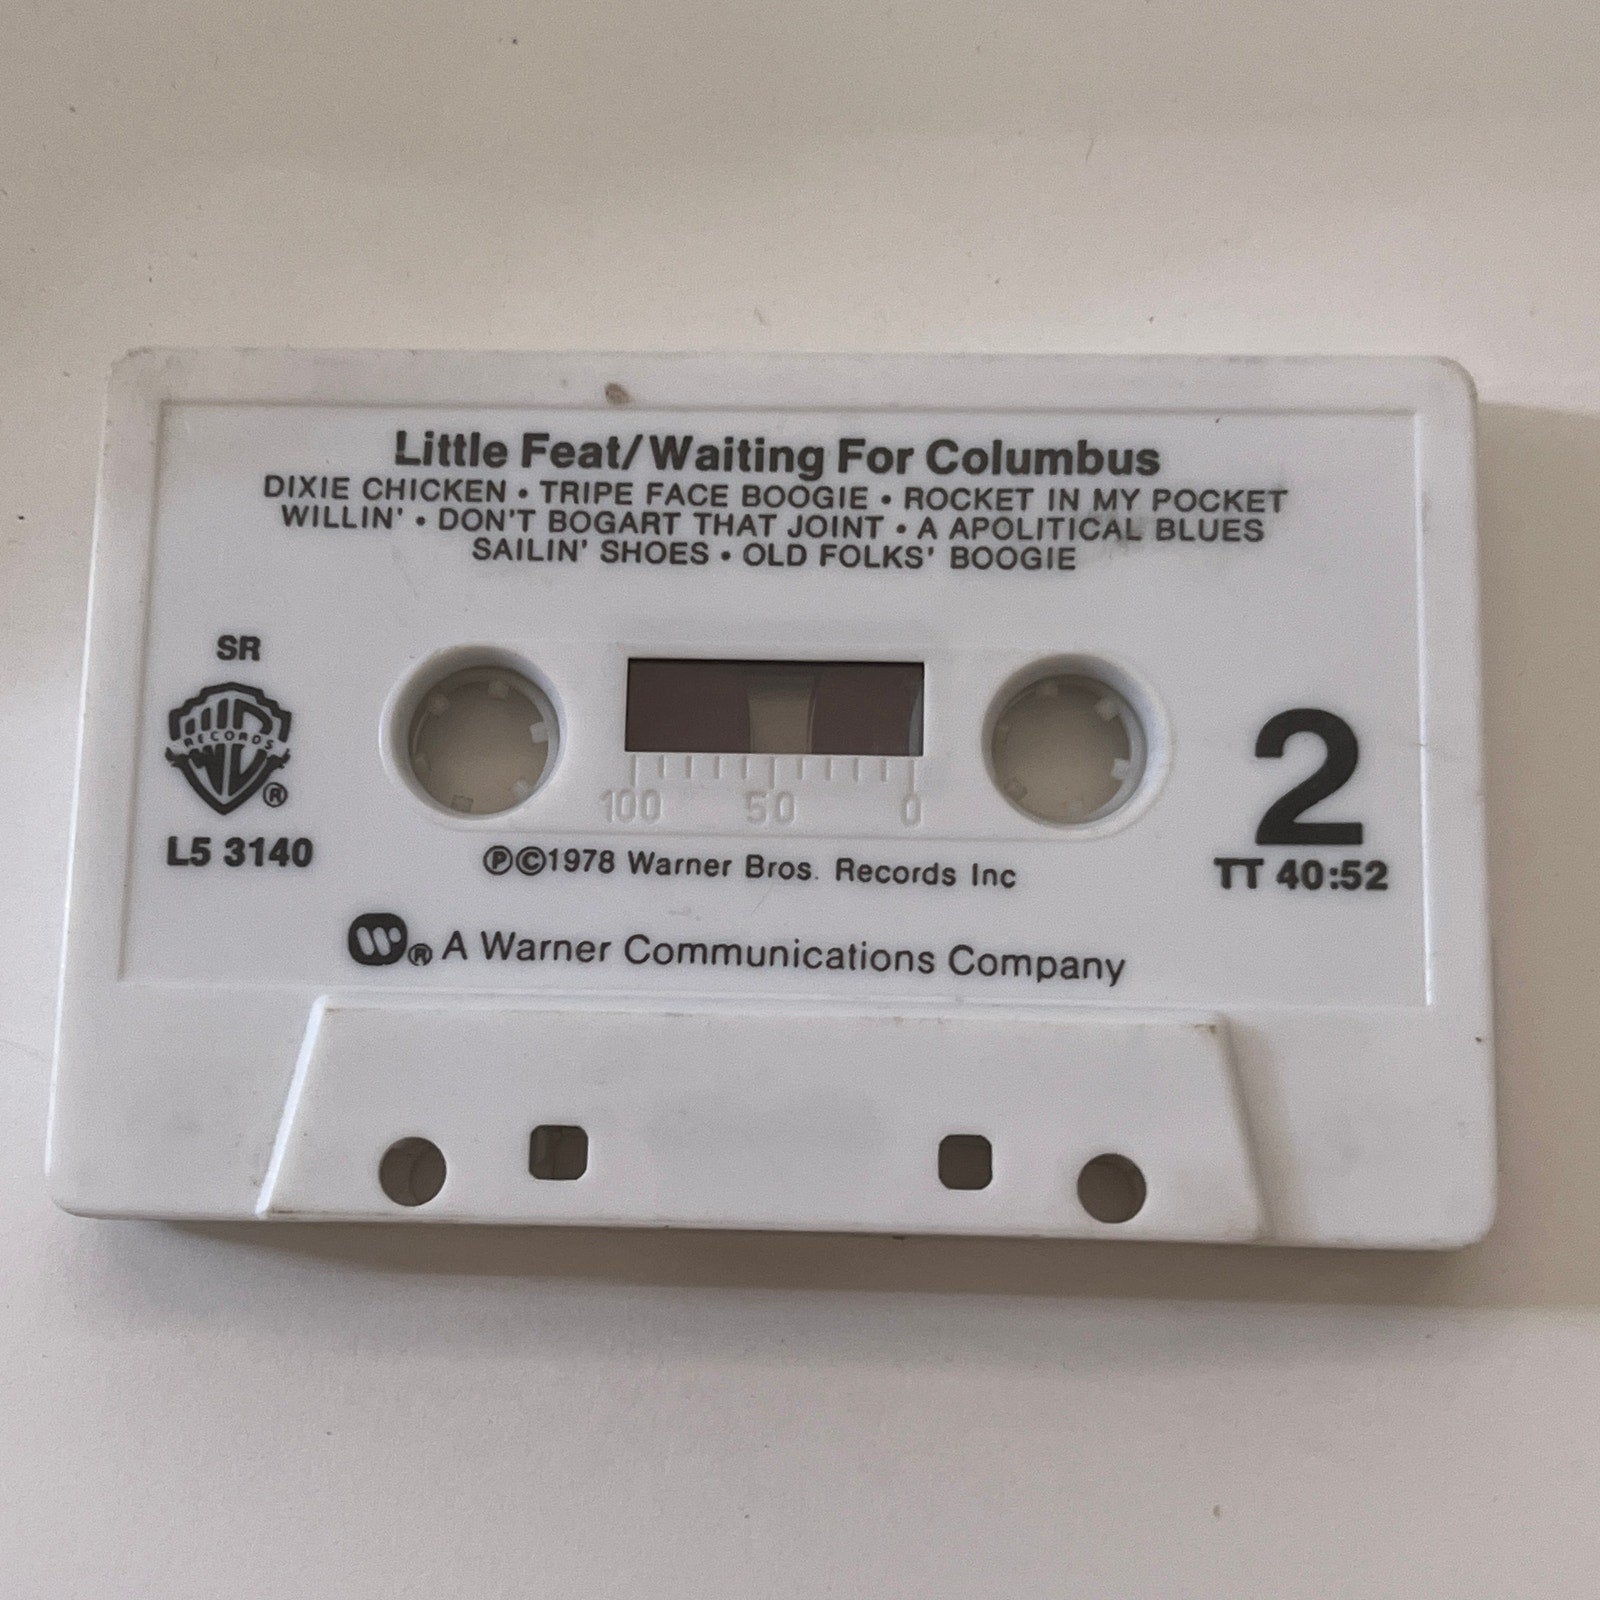 Little Feat/Waiting For Columbus
DIXIE CHICKEN • TRIPE FACE BOOGIE • ROCKET IN MY POCKET
WILLIN' • DON'T BOGART THAT JOINT • A APOLITICAL BLUES
SAILIN' SHOES • OLD FOLKS' BOOGIE
SR
WB
RECORDS
®
L5 3140
100 50 0
2
TT 40:52
℗©1978 Warner Bros. Records Inc
® A Warner Communications Company